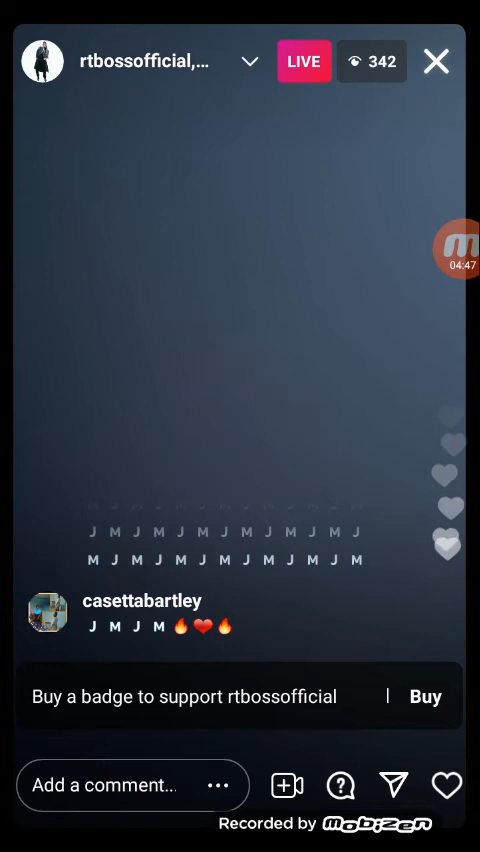 rtbossofficial,...
LIVE
342
04:47
J M J M J M J M J M J M J
M J M J M J M J M J M J M
casettabartley
J M J M🔥❤️🔥
Buy a badge to support rtbossofficial
Buy
Add a comment...
Recorded by mobizen